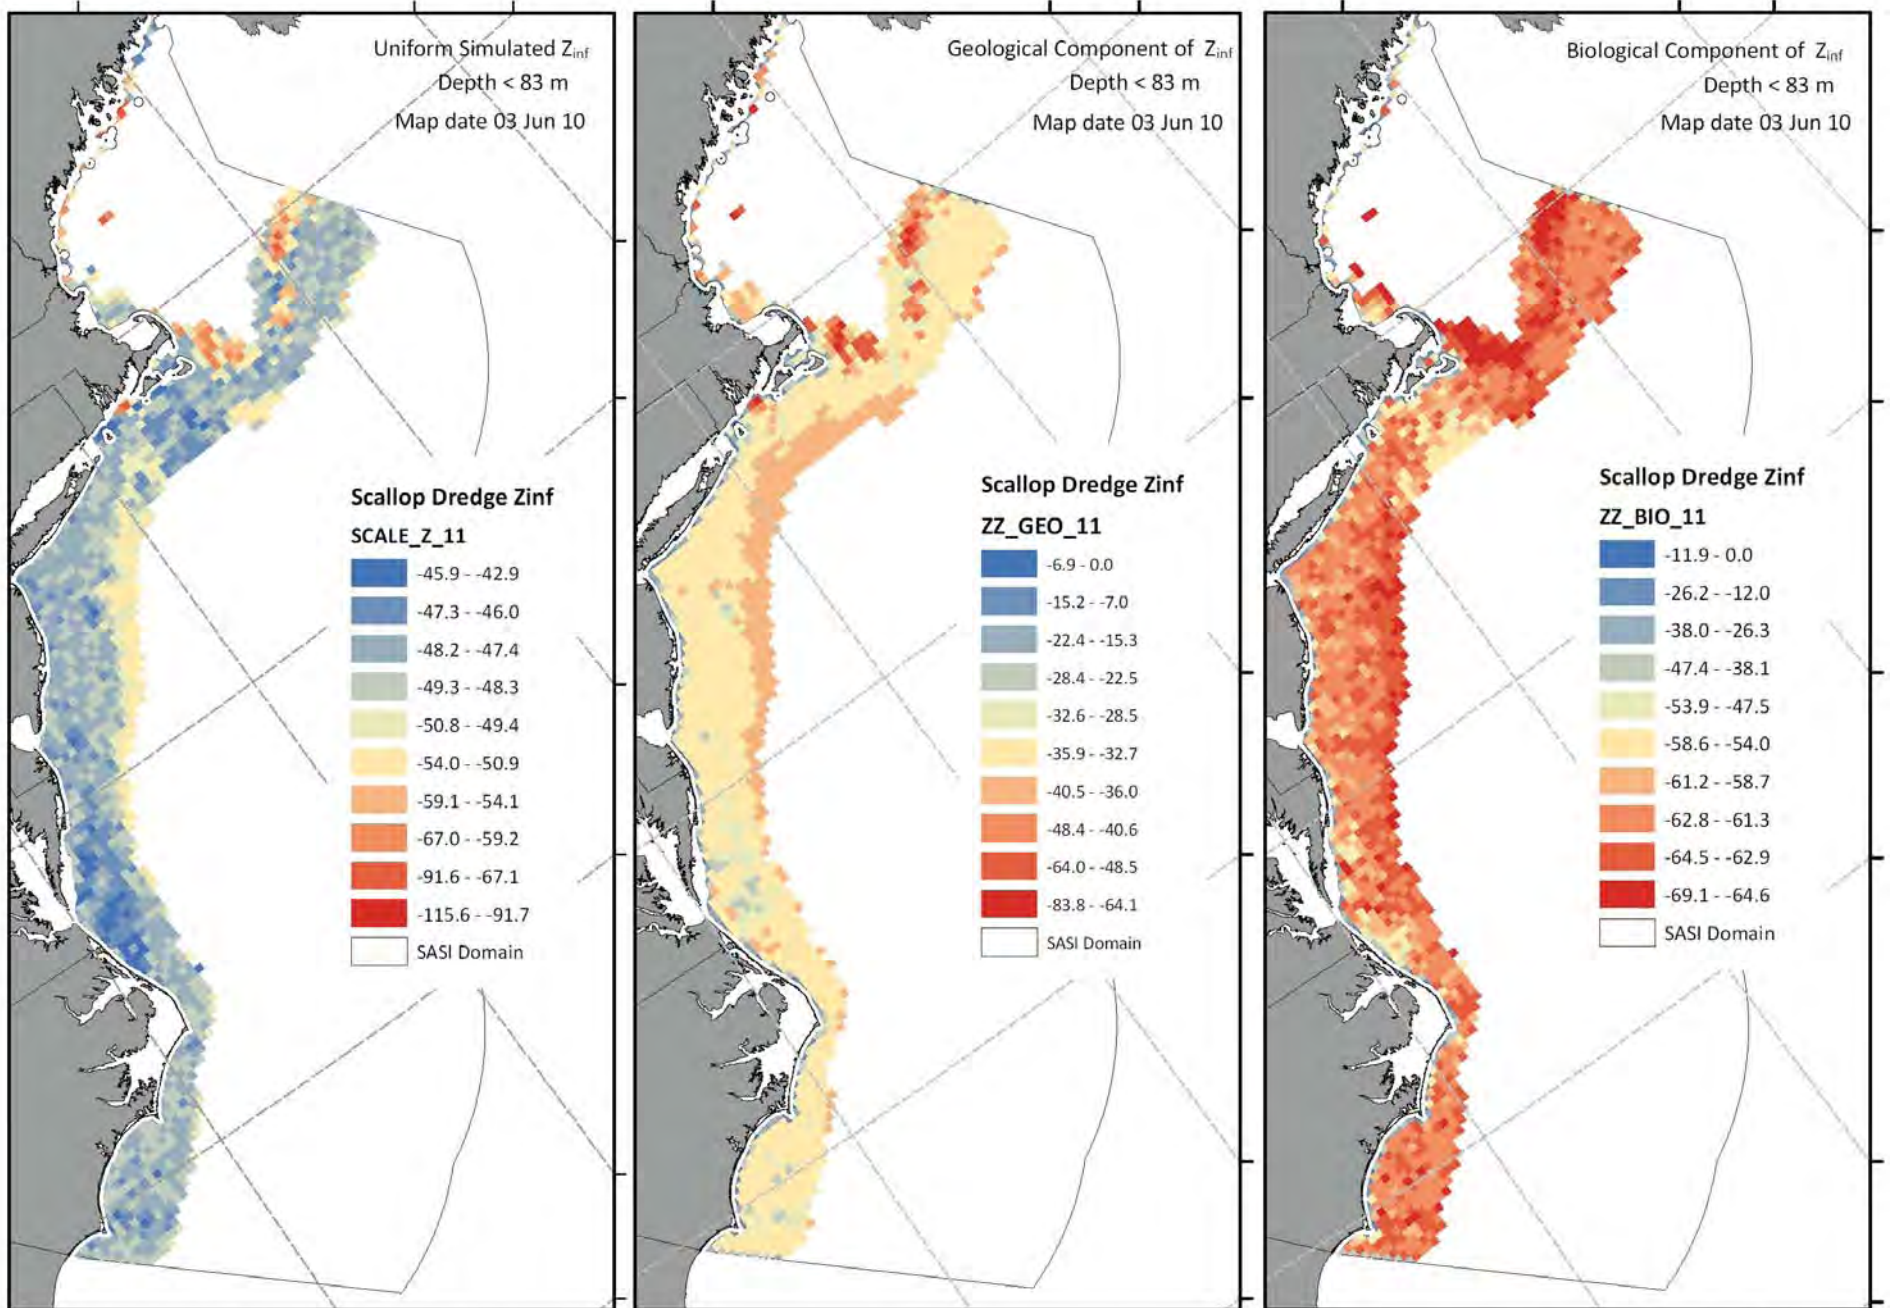 Uniform Simulated Zinf
Depth < 83 m
Map date 03 Jun 10
Scallop Dredge Zinf
SCALE_Z_11
-45.9 - -42.9
-47.3 - -46.0
-48.2 - -47.4
-49.3 - -48.3
-50.8 - -49.4
-54.0 - -50.9
-59.1 - -54.1
-67.0 - -59.2
-91.6 - -67.1
-115.6 - -91.7
SASI Domain
Geological Component of Zinf
Depth < 83 m
Map date 03 Jun 10
Scallop Dredge Zinf
ZZ_GEO_11
-6.9 - 0.0
-15.2 - -7.0
-22.4 - -15.3
-28.4 - -22.5
-32.6 - -28.5
-35.9 - -32.7
-40.5 - -36.0
-48.4 - -40.6
-64.0 - -48.5
-83.8 - -64.1
SASI Domain
Biological Component of Zinf
Depth < 83 m
Map date 03 Jun 10
Scallop Dredge Zinf
ZZ_BIO_11
-11.9 - 0.0
-26.2 - -12.0
-38.0 - -26.3
-47.4 - -38.1
-53.9 - -47.5
-58.6 - -54.0
-61.2 - -58.7
-62.8 - -61.3
-64.5 - -62.9
-69.1 - -64.6
SASI Domain